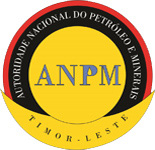 AUTORIDADE NACIONAL DO PETRÓLEO E MINERAIS
ANPM
TIMOR-LESTE